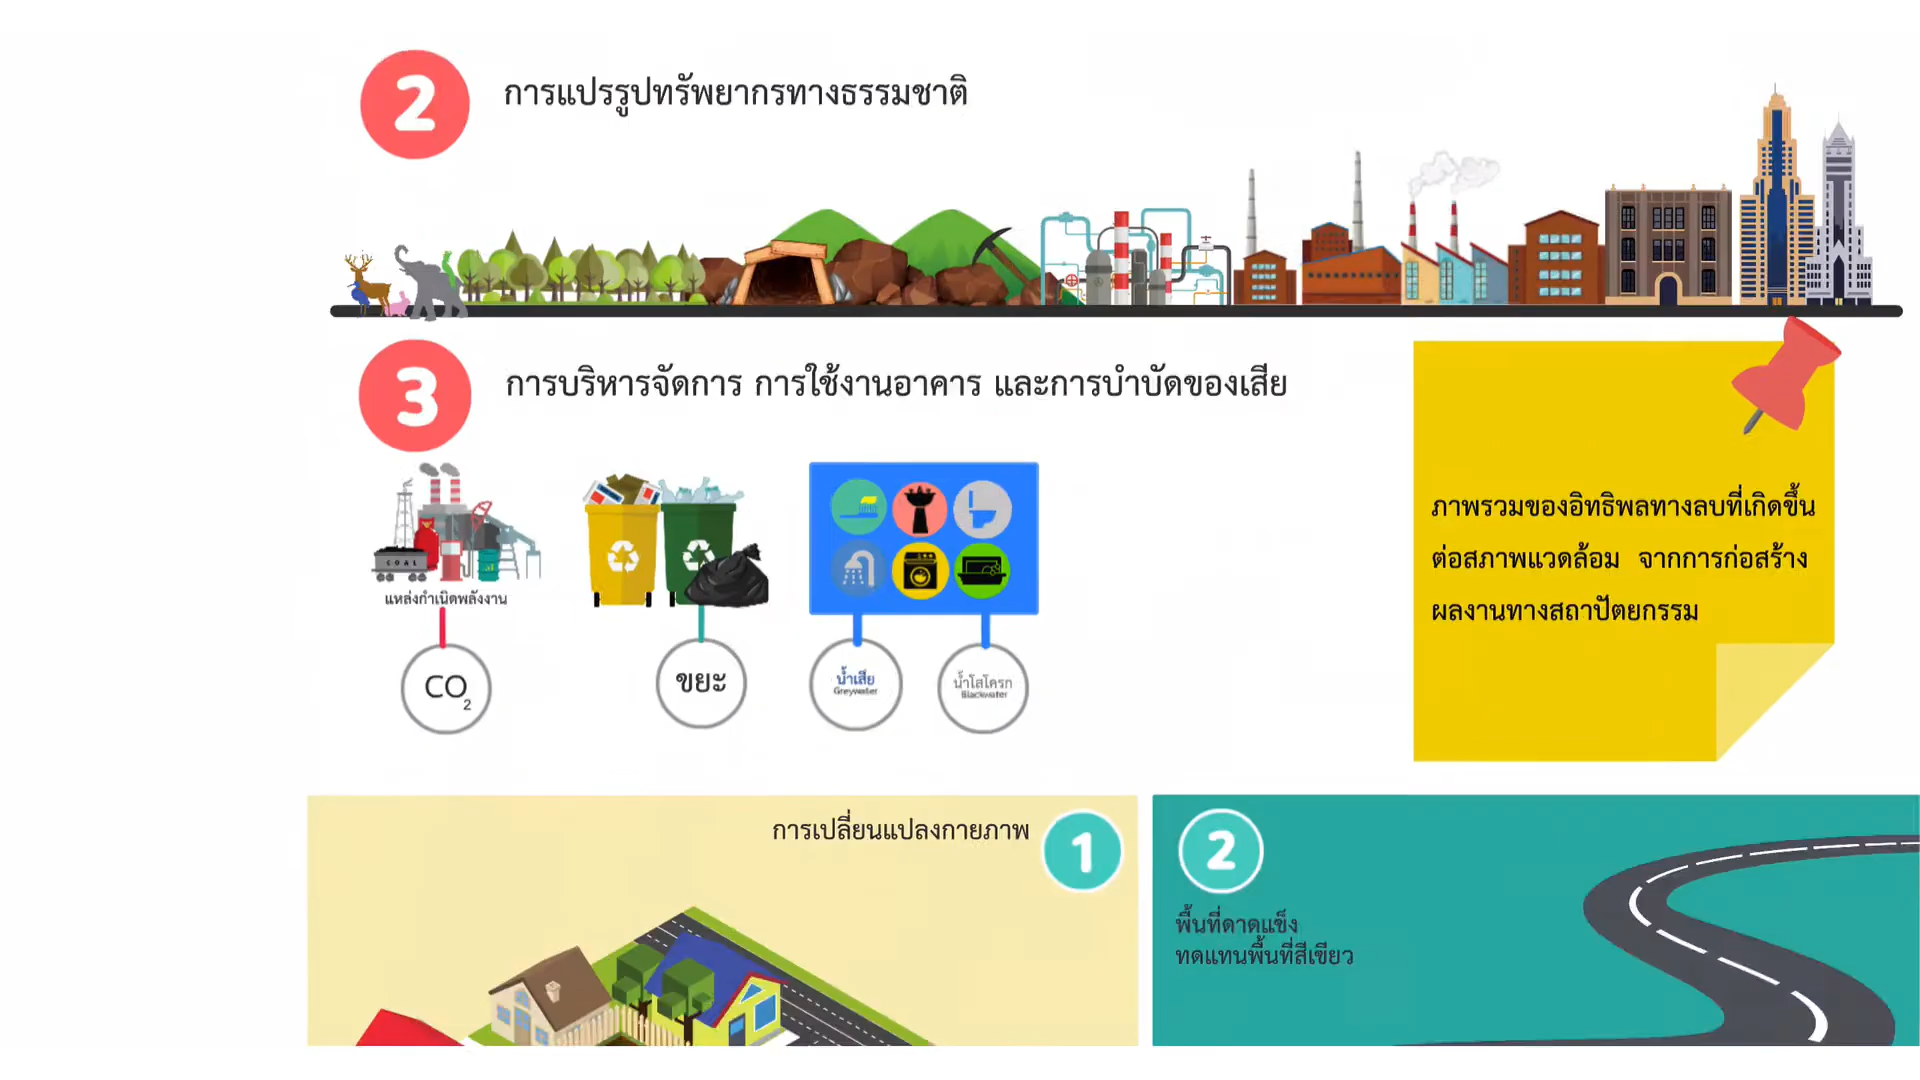 2
การแปรรูปทรัพยากรทางธรรมชาติ
3
การบริหารจัดการ การใช้งานอาคาร และการบำบัดของเสีย
COAL
แหล่งกำเนิดพลังงาน
CO2
ขยะ
น้ำเสีย
Greywater
น้ำโสโครก
Blackwater
ภาพรวมของอิทธิพลทางลบที่เกิดขึ้น
ต่อสภาพแวดล้อม จากการก่อสร้าง
ผลงานทางสถาปัตยกรรม
การเปลี่ยนแปลงกายภาพ
1
2
พื้นที่ดาดแข็ง
ทดแทนพื้นที่สีเขียว